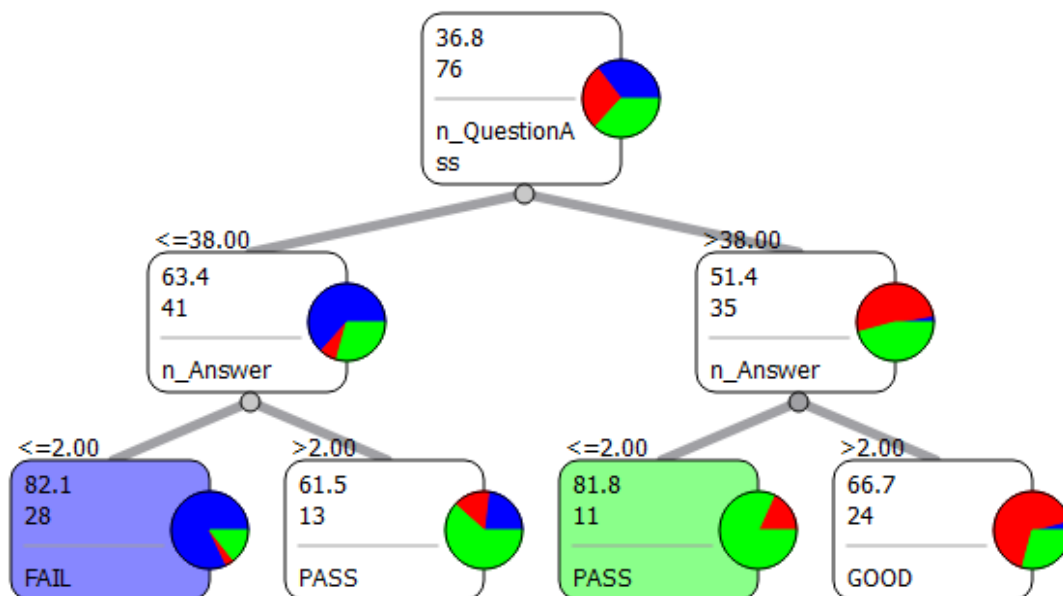 36.8
76
n_QuestionA
ss
<=38.00
>38.00
63.4
41
n_Answer
51.4
35
n_Answer
<=2.00
>2.00
<=2.00
>2.00
82.1
28
FAIL
61.5
13
PASS
81.8
11
PASS
66.7
24
GOOD